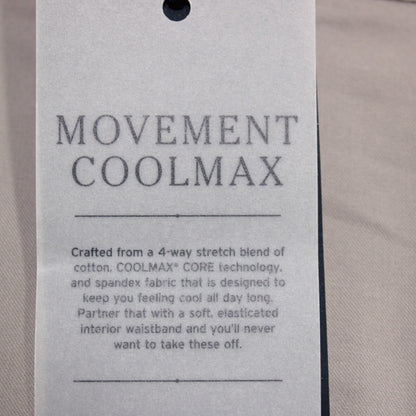 MOVEMENT
COOLMAX
Crafted from a 4-way stretch blend of
cotton, COOLMAX® CORE technology,
and spandex fabric that is designed to
keep you feeling cool all day long.
Partner that with a soft, elasticated
interior waistband and you'll never
want to take these off.